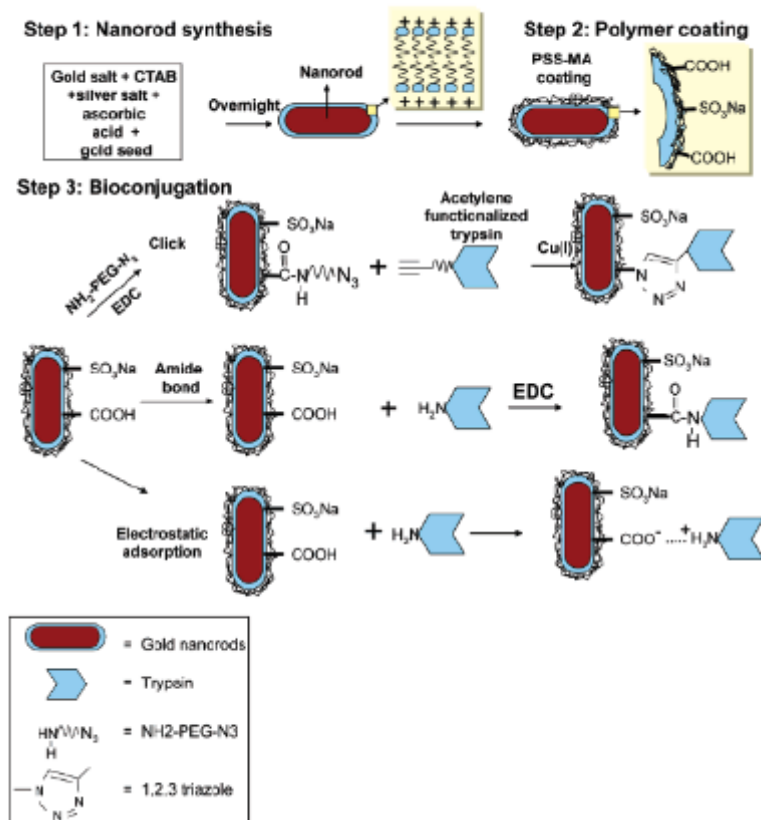 Step 1: Nanorod synthesis
Step 2: Polymer coating
Gold salt + CTAB
+silver salt +
ascorbic
acid +
gold seed
Overnight
Nanorod
+ + + + +
+ + + + +
PSS-MA
coating
COOH
SO3Na
COOH
Step 3: Bioconjugation
NH2-PEG-N3
EDC
Click
SO3Na
O
C N N3
H
+
Acetylene
functionalized
trypsin
Cu(I)
SO3Na
N
N
N
SO3Na
COOH
Amide
bond
SO3Na
COOH
+
H2N
EDC
SO3Na
O
C N
H
Electrostatic
adsorption
SO3Na
COOH
+
H2N
SO3Na
COO- ..... +H3N
= Gold nanorods
= Trypsin
HN N3 = NH2-PEG-N3
H
N
N
N
= 1,2,3 triazole